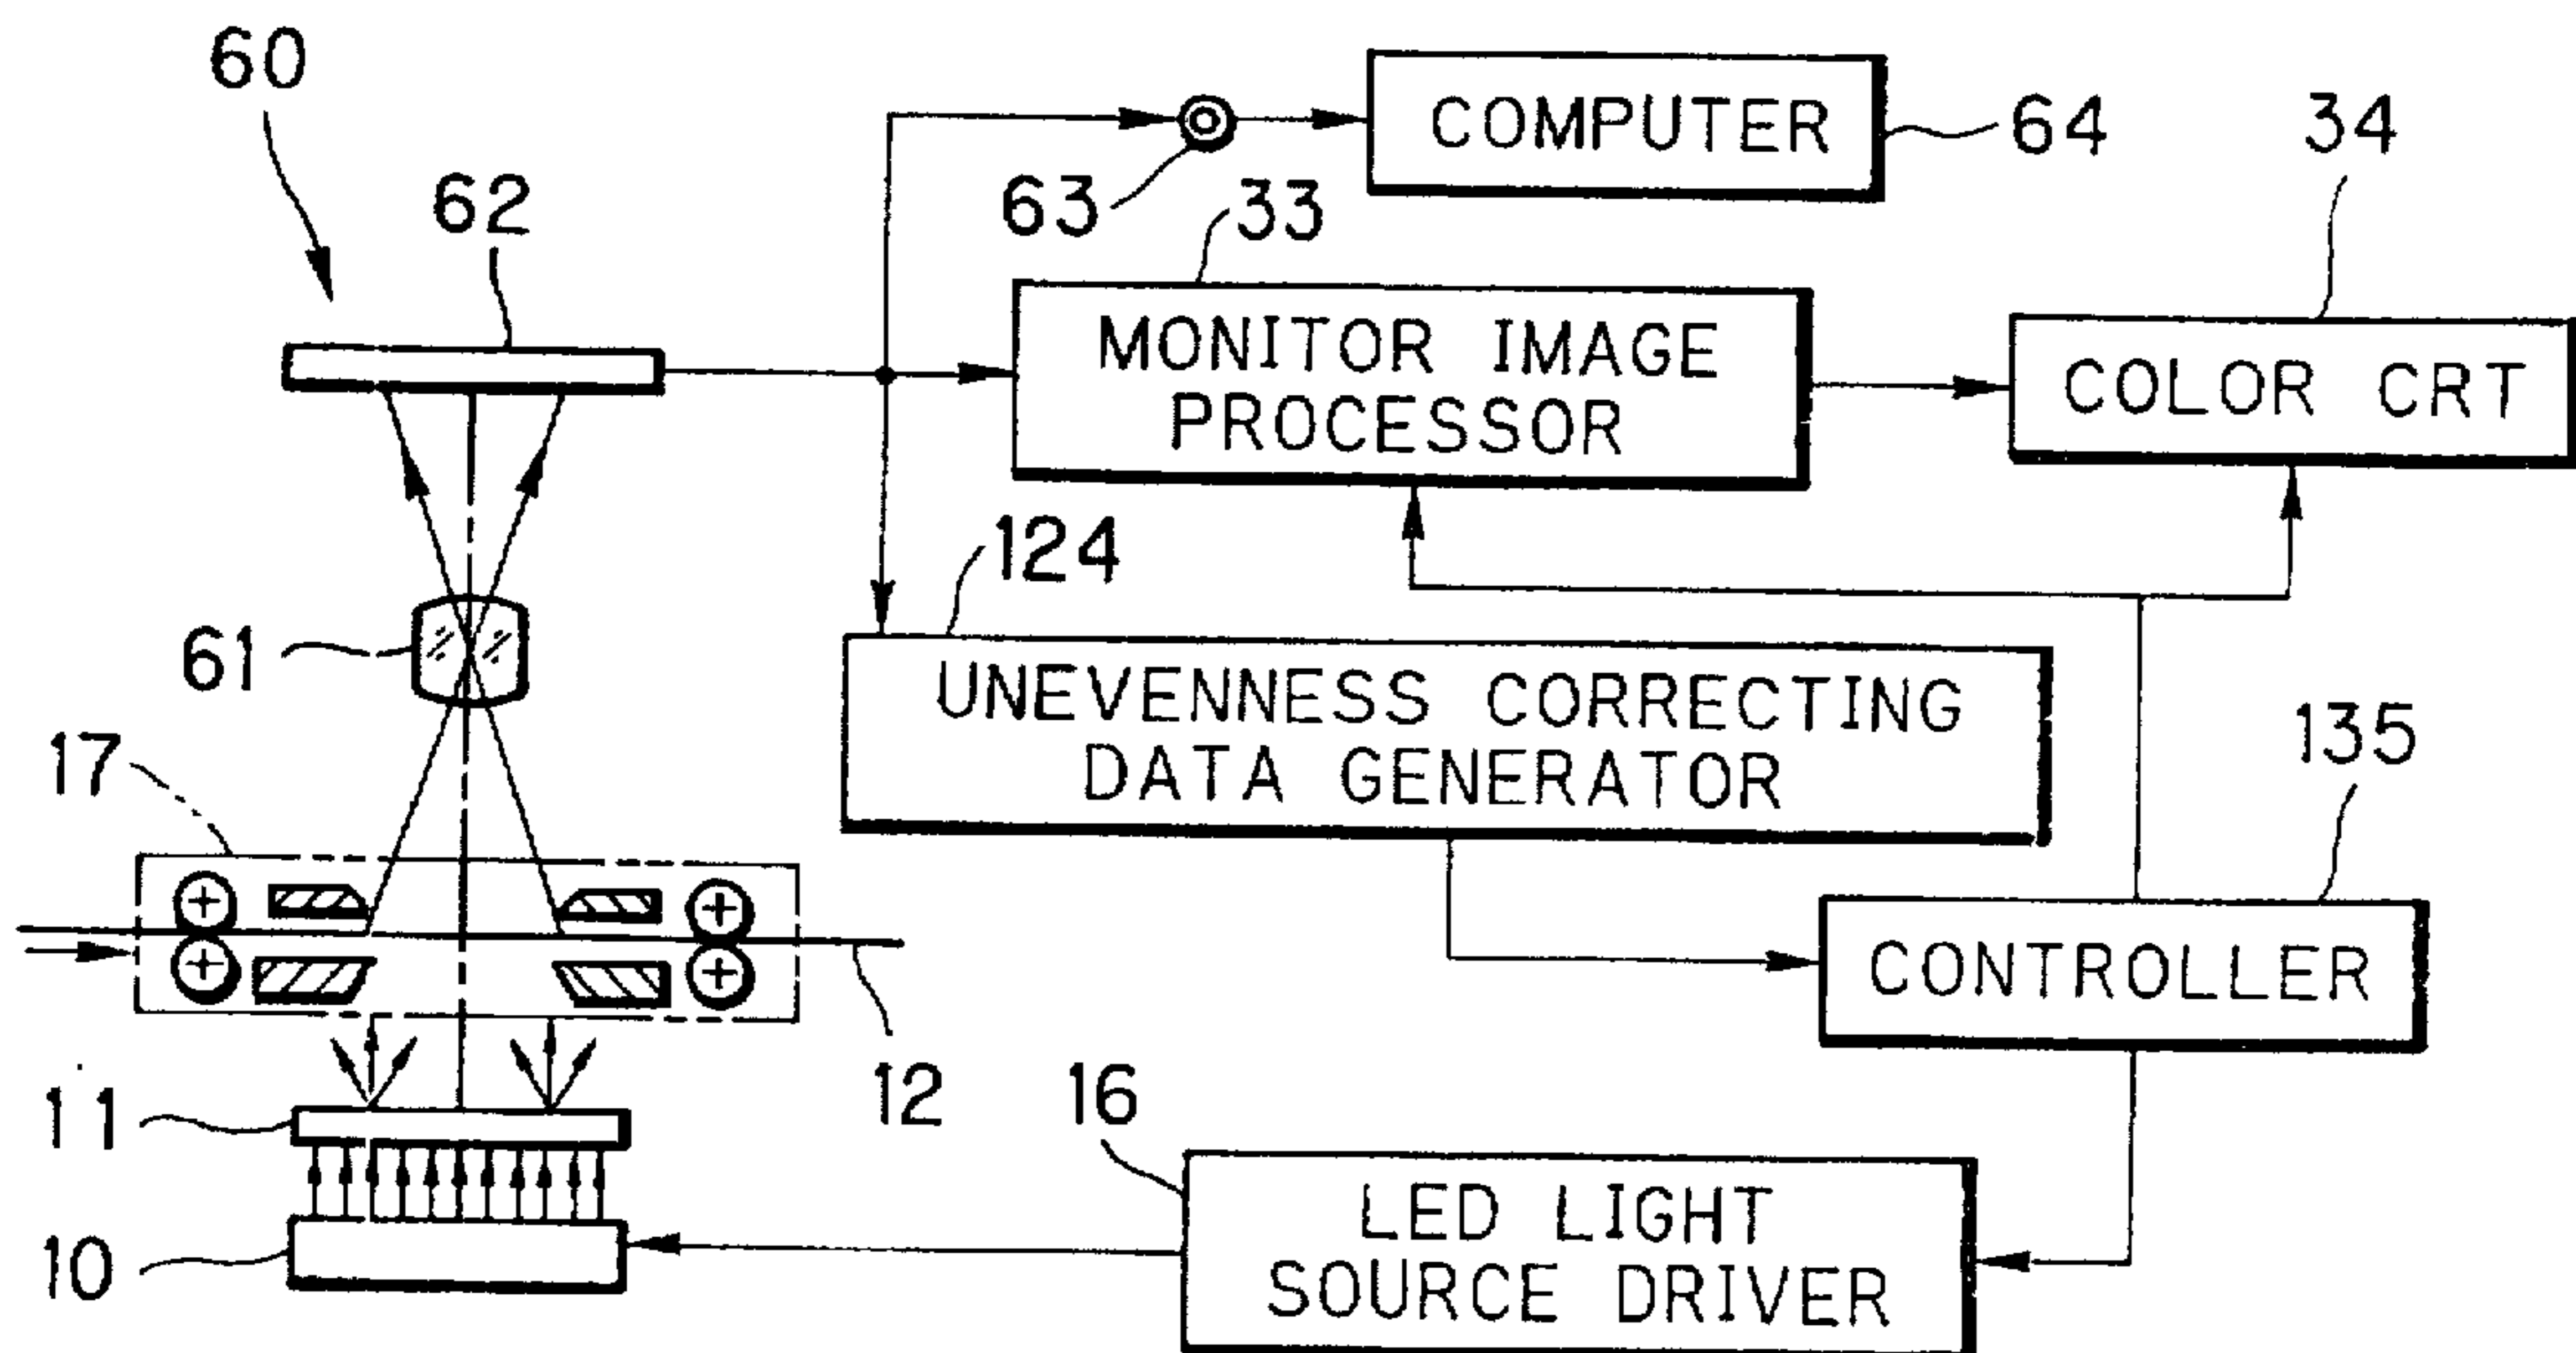 60
COMPUTER
64
34
62
63
33
MONITOR IMAGE
PROCESSOR
COLOR CRT
124
61
UNEVENNESS CORRECTING
DATA GENERATOR
17
135
CONTROLLER
12
11
16
LED LIGHT
SOURCE DRIVER
10